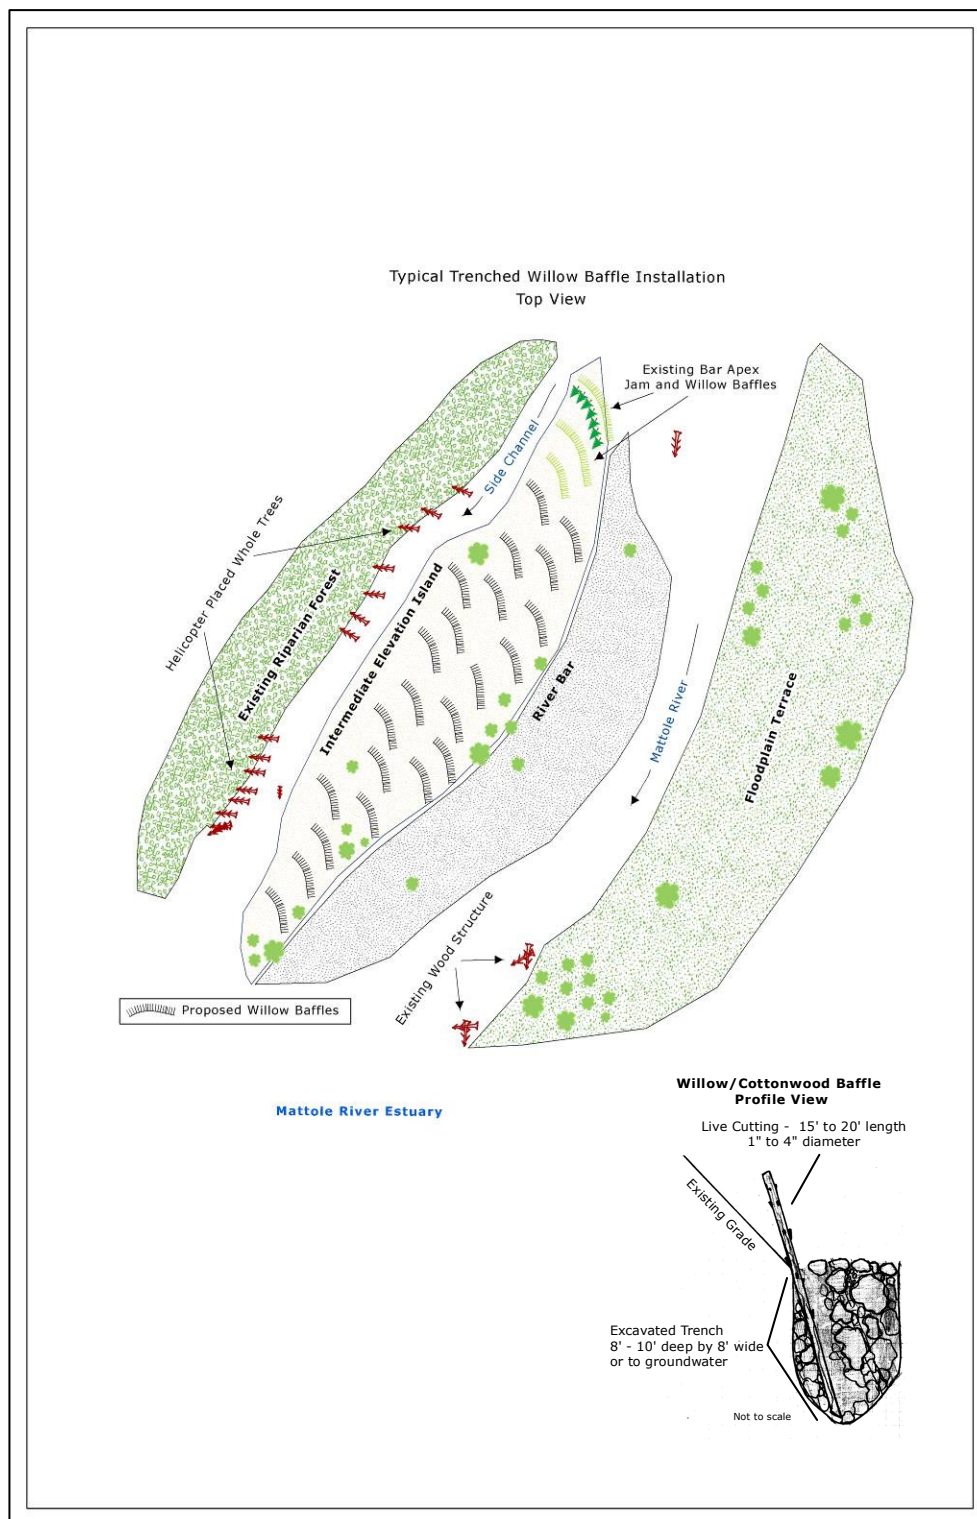 Typical Trenched Willow Baffle Installation
Top View
Existing Bar Apex
Jam and Willow Baffles
Side Channel
Helicopter Placed Whole Trees
Existing Riparian Forest
Intermediate Elevation Island
River Bar
Mattole River
Floodplain Terrace
Existing Wood Structure
Proposed Willow Baffles
Mattole River Estuary
Willow/Cottonwood Baffle
Profile View
Live Cutting - 15' to 20' length
1" to 4" diameter
Existing Grade
Excavated Trench
8' - 10' deep by 8' wide
or to groundwater
Not to scale